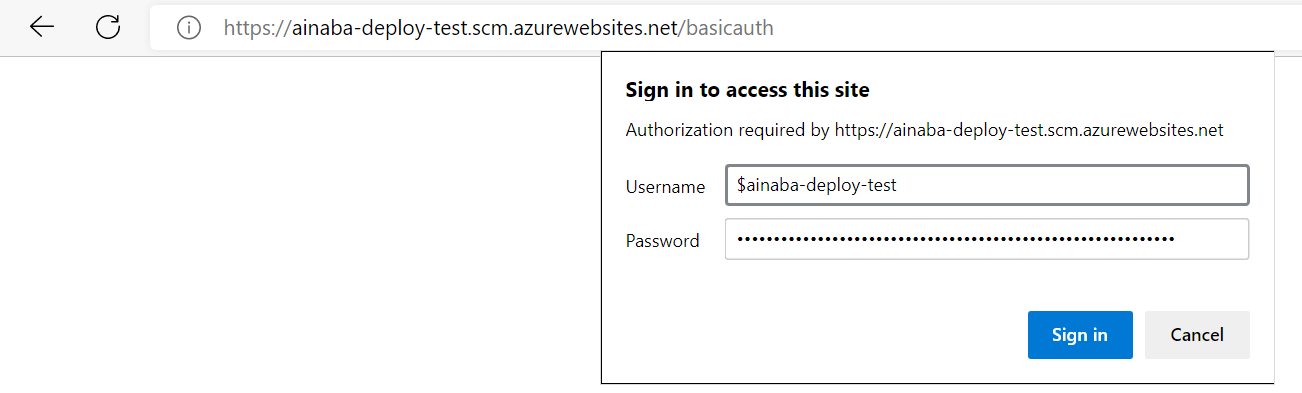 https://ainaba-deploy-test.scm.azurewebsites.net/basicauth
Sign in to access this site
Authorization required by https://ainaba-deploy-test.scm.azurewebsites.net
Username $ainaba-deploy-test
Password ••••••••••••••••••••••••••••••••••••••••••••••••••••••••••••
Sign in Cancel